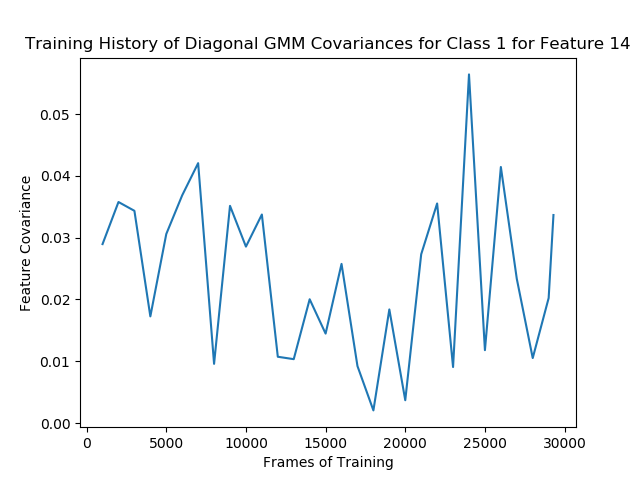 Training History of Diagonal GMM Covariances for Class 1 for Feature 14
0.05
0.04
0.03
0.02
0.01
0.00
Feature Covariance
0 5000 10000 15000 20000 25000 30000
Frames of Training